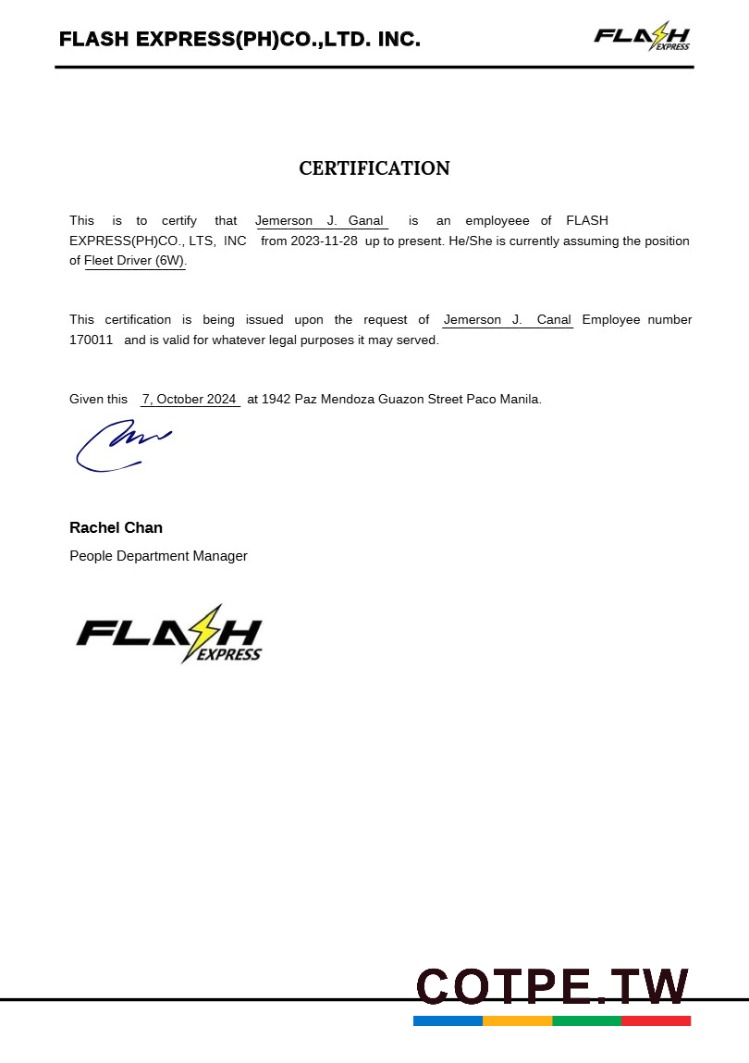 FLASH EXPRESS(PH)CO.,LTD. INC.
FLASH
EXPRESS
CERTIFICATION
This is to certify that Jemerson J. Ganal is an employeee of FLASH
EXPRESS(PH)CO., LTS, INC from 2023-11-28 up to present. He/She is currently assuming the position
of Fleet Driver (6W).
This certification is being issued upon the request of Jemerson J. Canal Employee number
170011 and is valid for whatever legal purposes it may served.
Given this 7, October 2024 at 1942 Paz Mendoza Guazon Street Paco Manila.
Rachel Chan
People Department Manager
FLASH
EXPRESS
COTPE.TW